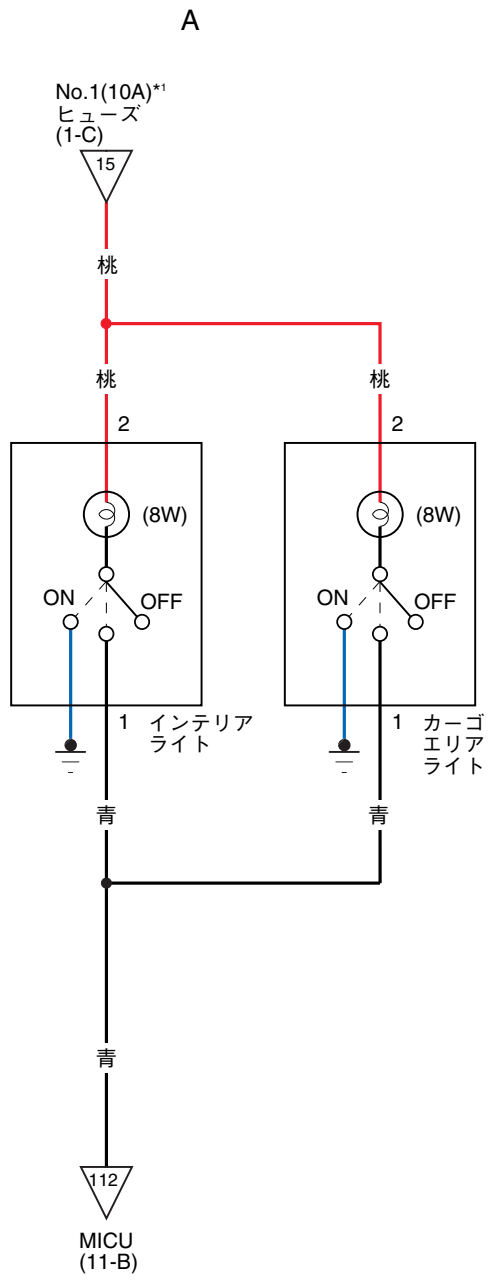 A
No.1(10A)*1
ヒューズ
(1-C)
15
桃
桃
桃
2
2
(8W)
(8W)
ON
OFF
ON
OFF
1
インテリア
ライト
1
カーゴ
エリア
ライト
青
青
青
112
MICU
(11-B)